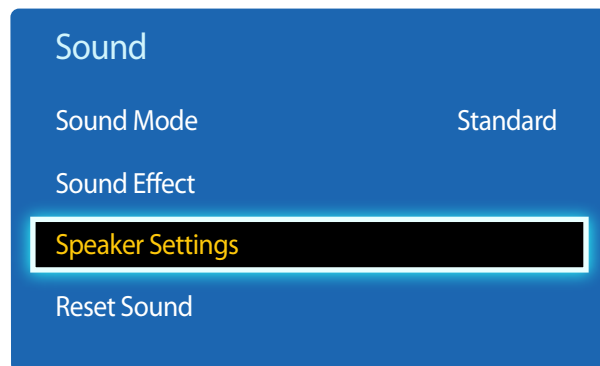 Sound
Sound Mode Standard
Sound Effect
Speaker Settings
Reset Sound